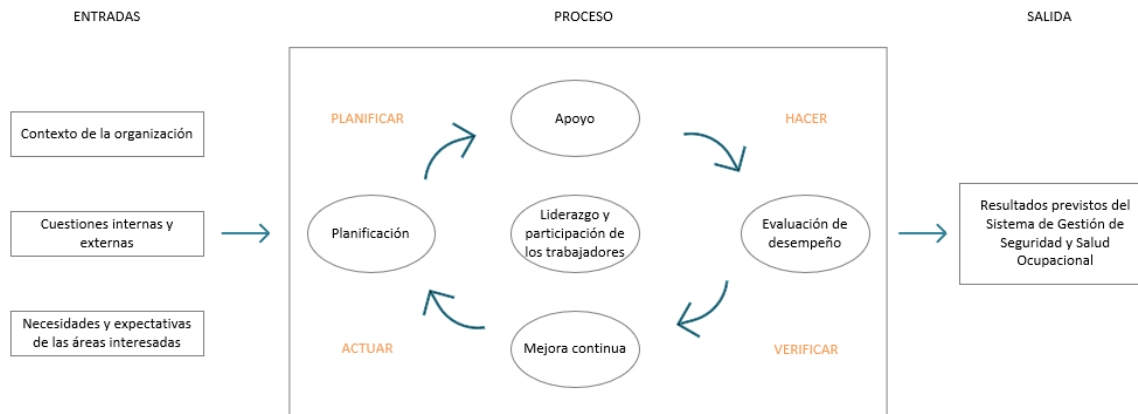 ENTRADAS
PROCESO
SALIDA
Contexto de la organización
Cuestiones internas y
externas
Necesidades y expectativas
de las áreas interesadas
PLANIFICAR
Apoyo
HACER
Planificación
Liderazgo y
participación de
los trabajadores
Evaluación de
desempeño
ACTUAR
Mejora continua
VERIFICAR
Resultados previstos del
Sistema de Gestión de
Seguridad y Salud
Ocupacional